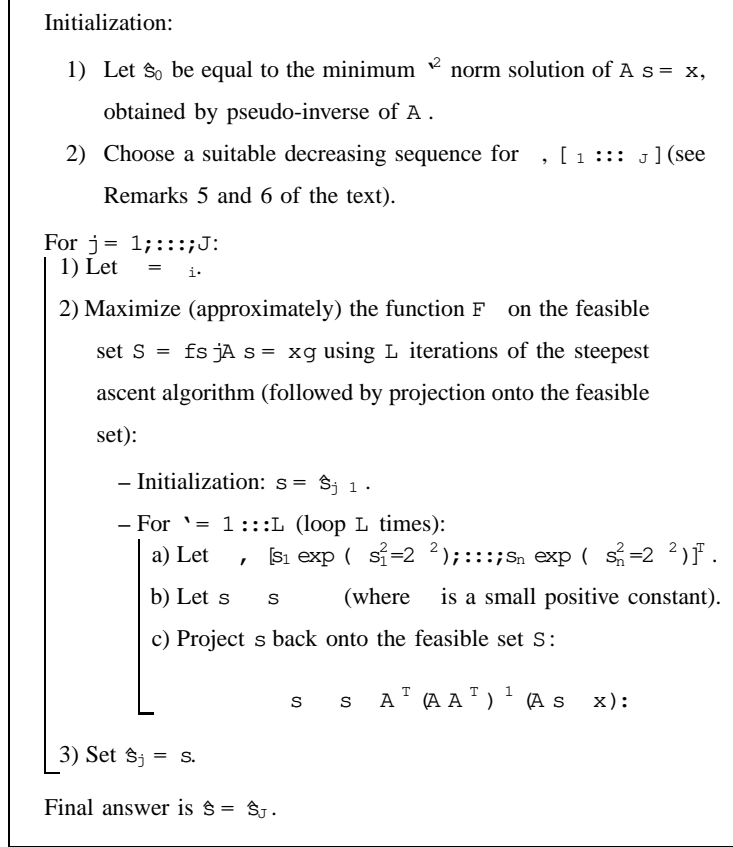 Initialization:
1) Let ŝ₀ be equal to the minimum `² norm solution of A s = x,
obtained by pseudo-inverse of A .
2) Choose a suitable decreasing sequence for , [ ₁ ::: J ] (see
Remarks 5 and 6 of the text).
For j = 1;:::;J:
1) Let = i.
2) Maximize (approximately) the function F on the feasible
set S = fs jA s = xg using L iterations of the steepest
ascent algorithm (followed by projection onto the feasible
set):
– Initialization: s = ŝj 1 .
– For `= 1 :::L (loop L times):
a) Let , [s₁ exp ( s₁²=2 ²);:::;sn exp ( sn²=2 ²)]ᵀ .
b) Let s s (where is a small positive constant).
c) Project s back onto the feasible set S:
s s Aᵀ (A Aᵀ) ¹ (A s x):
3) Set ŝj = s.
Final answer is ŝ = ŝJ .